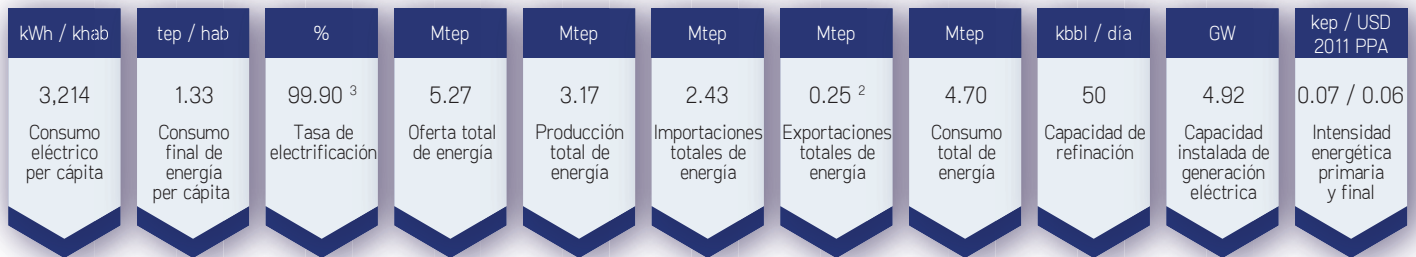 kWh / khab
3,214
Consumo
eléctrico
per cápita
tep / hab
1.33
Consumo
final de
energía
per cápita
%
99.90 ³
Tasa de
electrificación
Mtep
5.27
Oferta total
de energía
Mtep
3.17
Producción
total de
energía
Mtep
2.43
Importaciones
totales de
energía
Mtep
0.25 ²
Exportaciones
totales de
energía
Mtep
4.70
Consumo
total de
energía
kbbl / día
50
Capacidad de
refinación
GW
4.92
Capacidad
instalada de
generación
eléctrica
kep / USD
2011 PPA
0.07 / 0.06
Intensidad
energética
primaria
y final